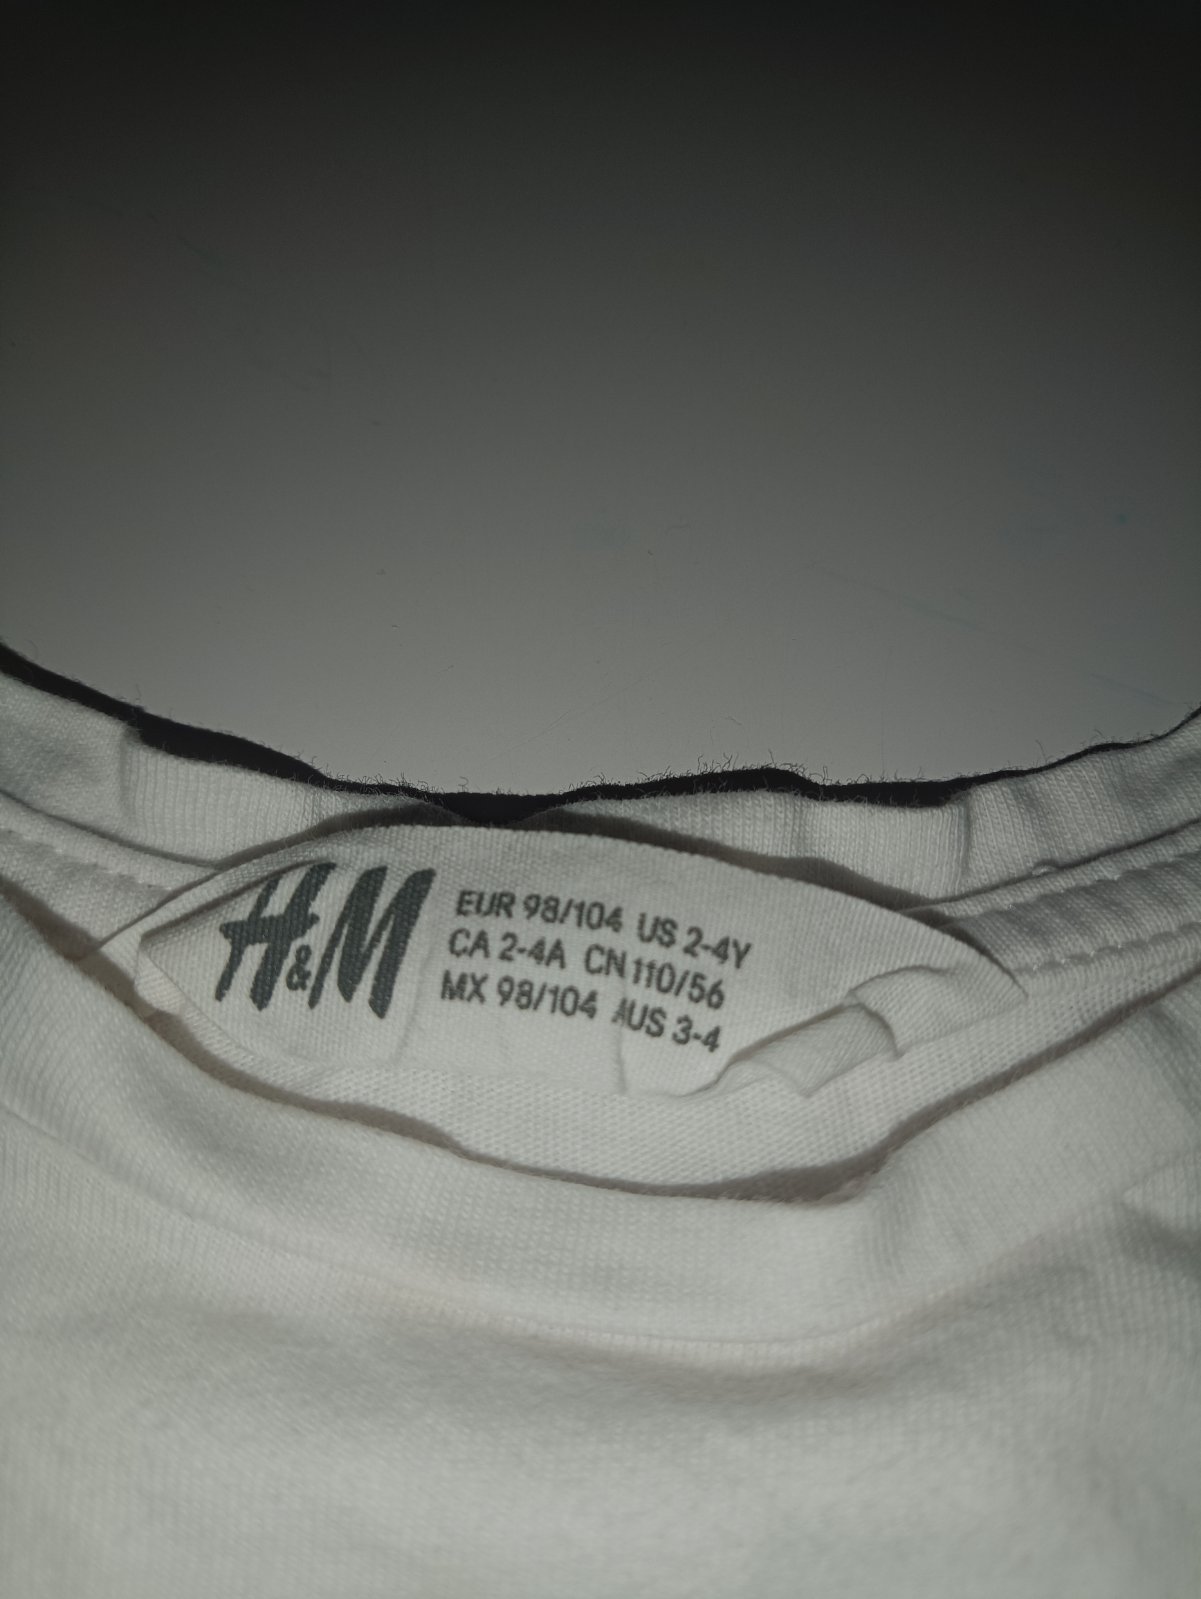 H&M
EUR 98/104 US 2-4Y
CA 2-4A CN 110/56
MX 98/104 AUS 3-4